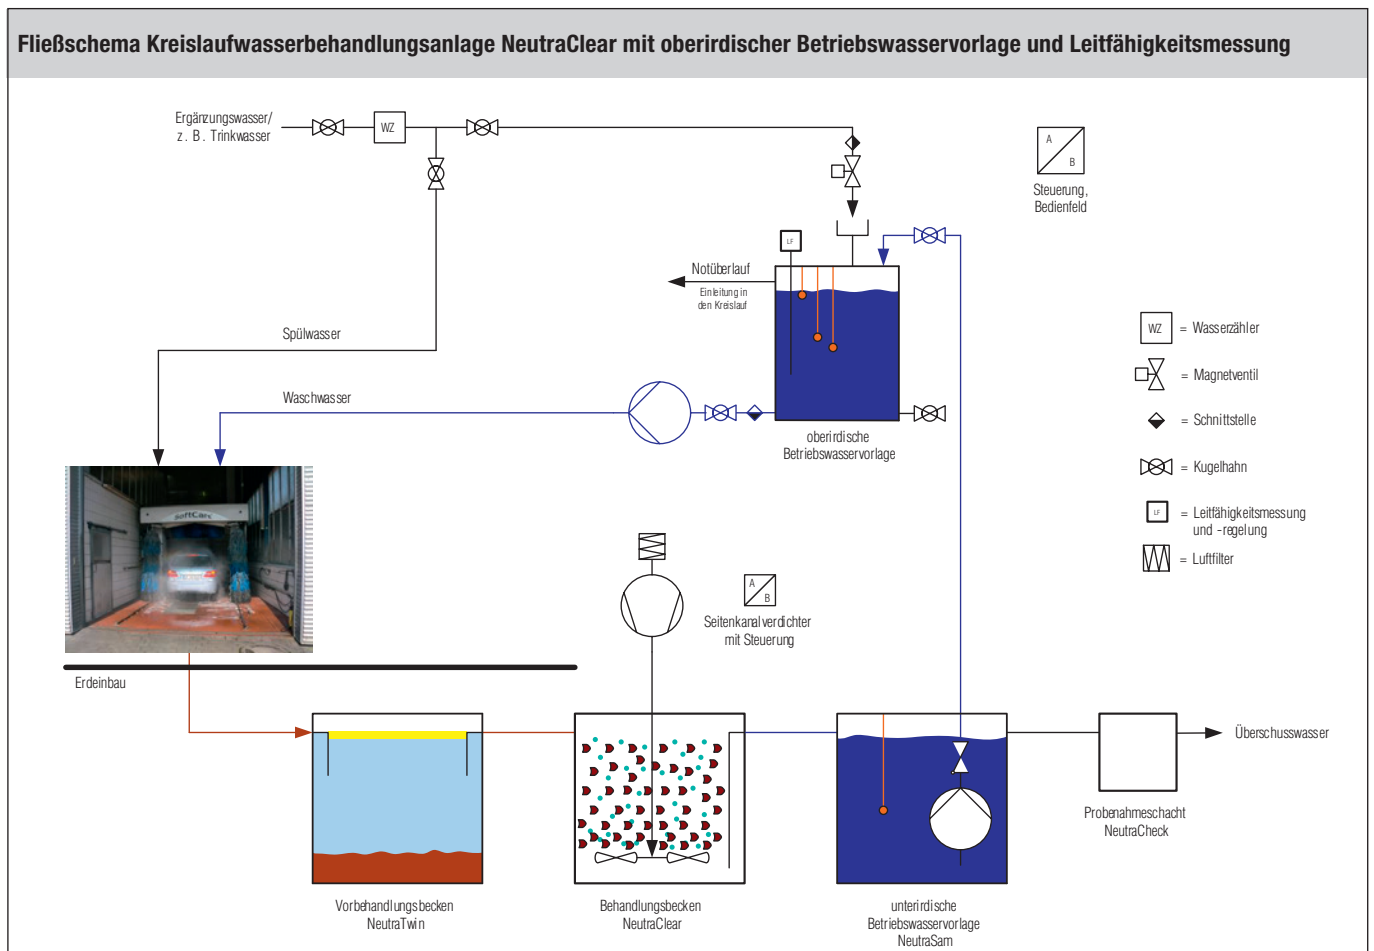 Fließschema Kreislaufwasserbehandlungsanlage NeutraClear mit oberirdischer Betriebswasservorlage und Leitfähigkeitsmessung
Ergänzungswasser/
z. B. Trinkwasser
WZ
A
B
Steuerung,
Bedienfeld
LF
Notüberlauf
Einleitung in
den Kreislauf
Spülwasser
Waschwasser
oberirdische
Betriebswasservorlage
WZ
= Wasserzähler
= Magnetventil
= Schnittstelle
= Kugelhahn
LF
= Leitfähigkeitsmessung
und -regelung
= Luftfilter
softCare
A
B
Seitenkanalverdichter
mit Steuerung
Erdeinbau
Überschusswasser
Probenahmeschacht
NeutraCheck
Vorbehandlungsbecken
NeutraTwin
Behandlungsbecken
NeutraClear
unterirdische
Betriebswasservorlage
NeutraSam